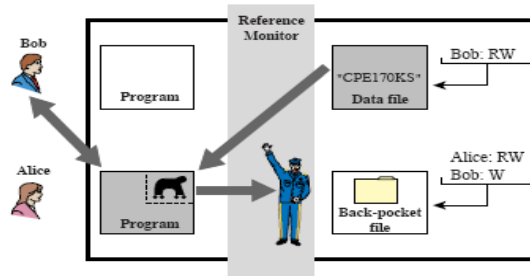 Bob
Program
Reference
Monitor
"CPE170KS"
Data file
Bob: RW
Alice
Program
Back-pocket
file
Alice: RW
Bob: W